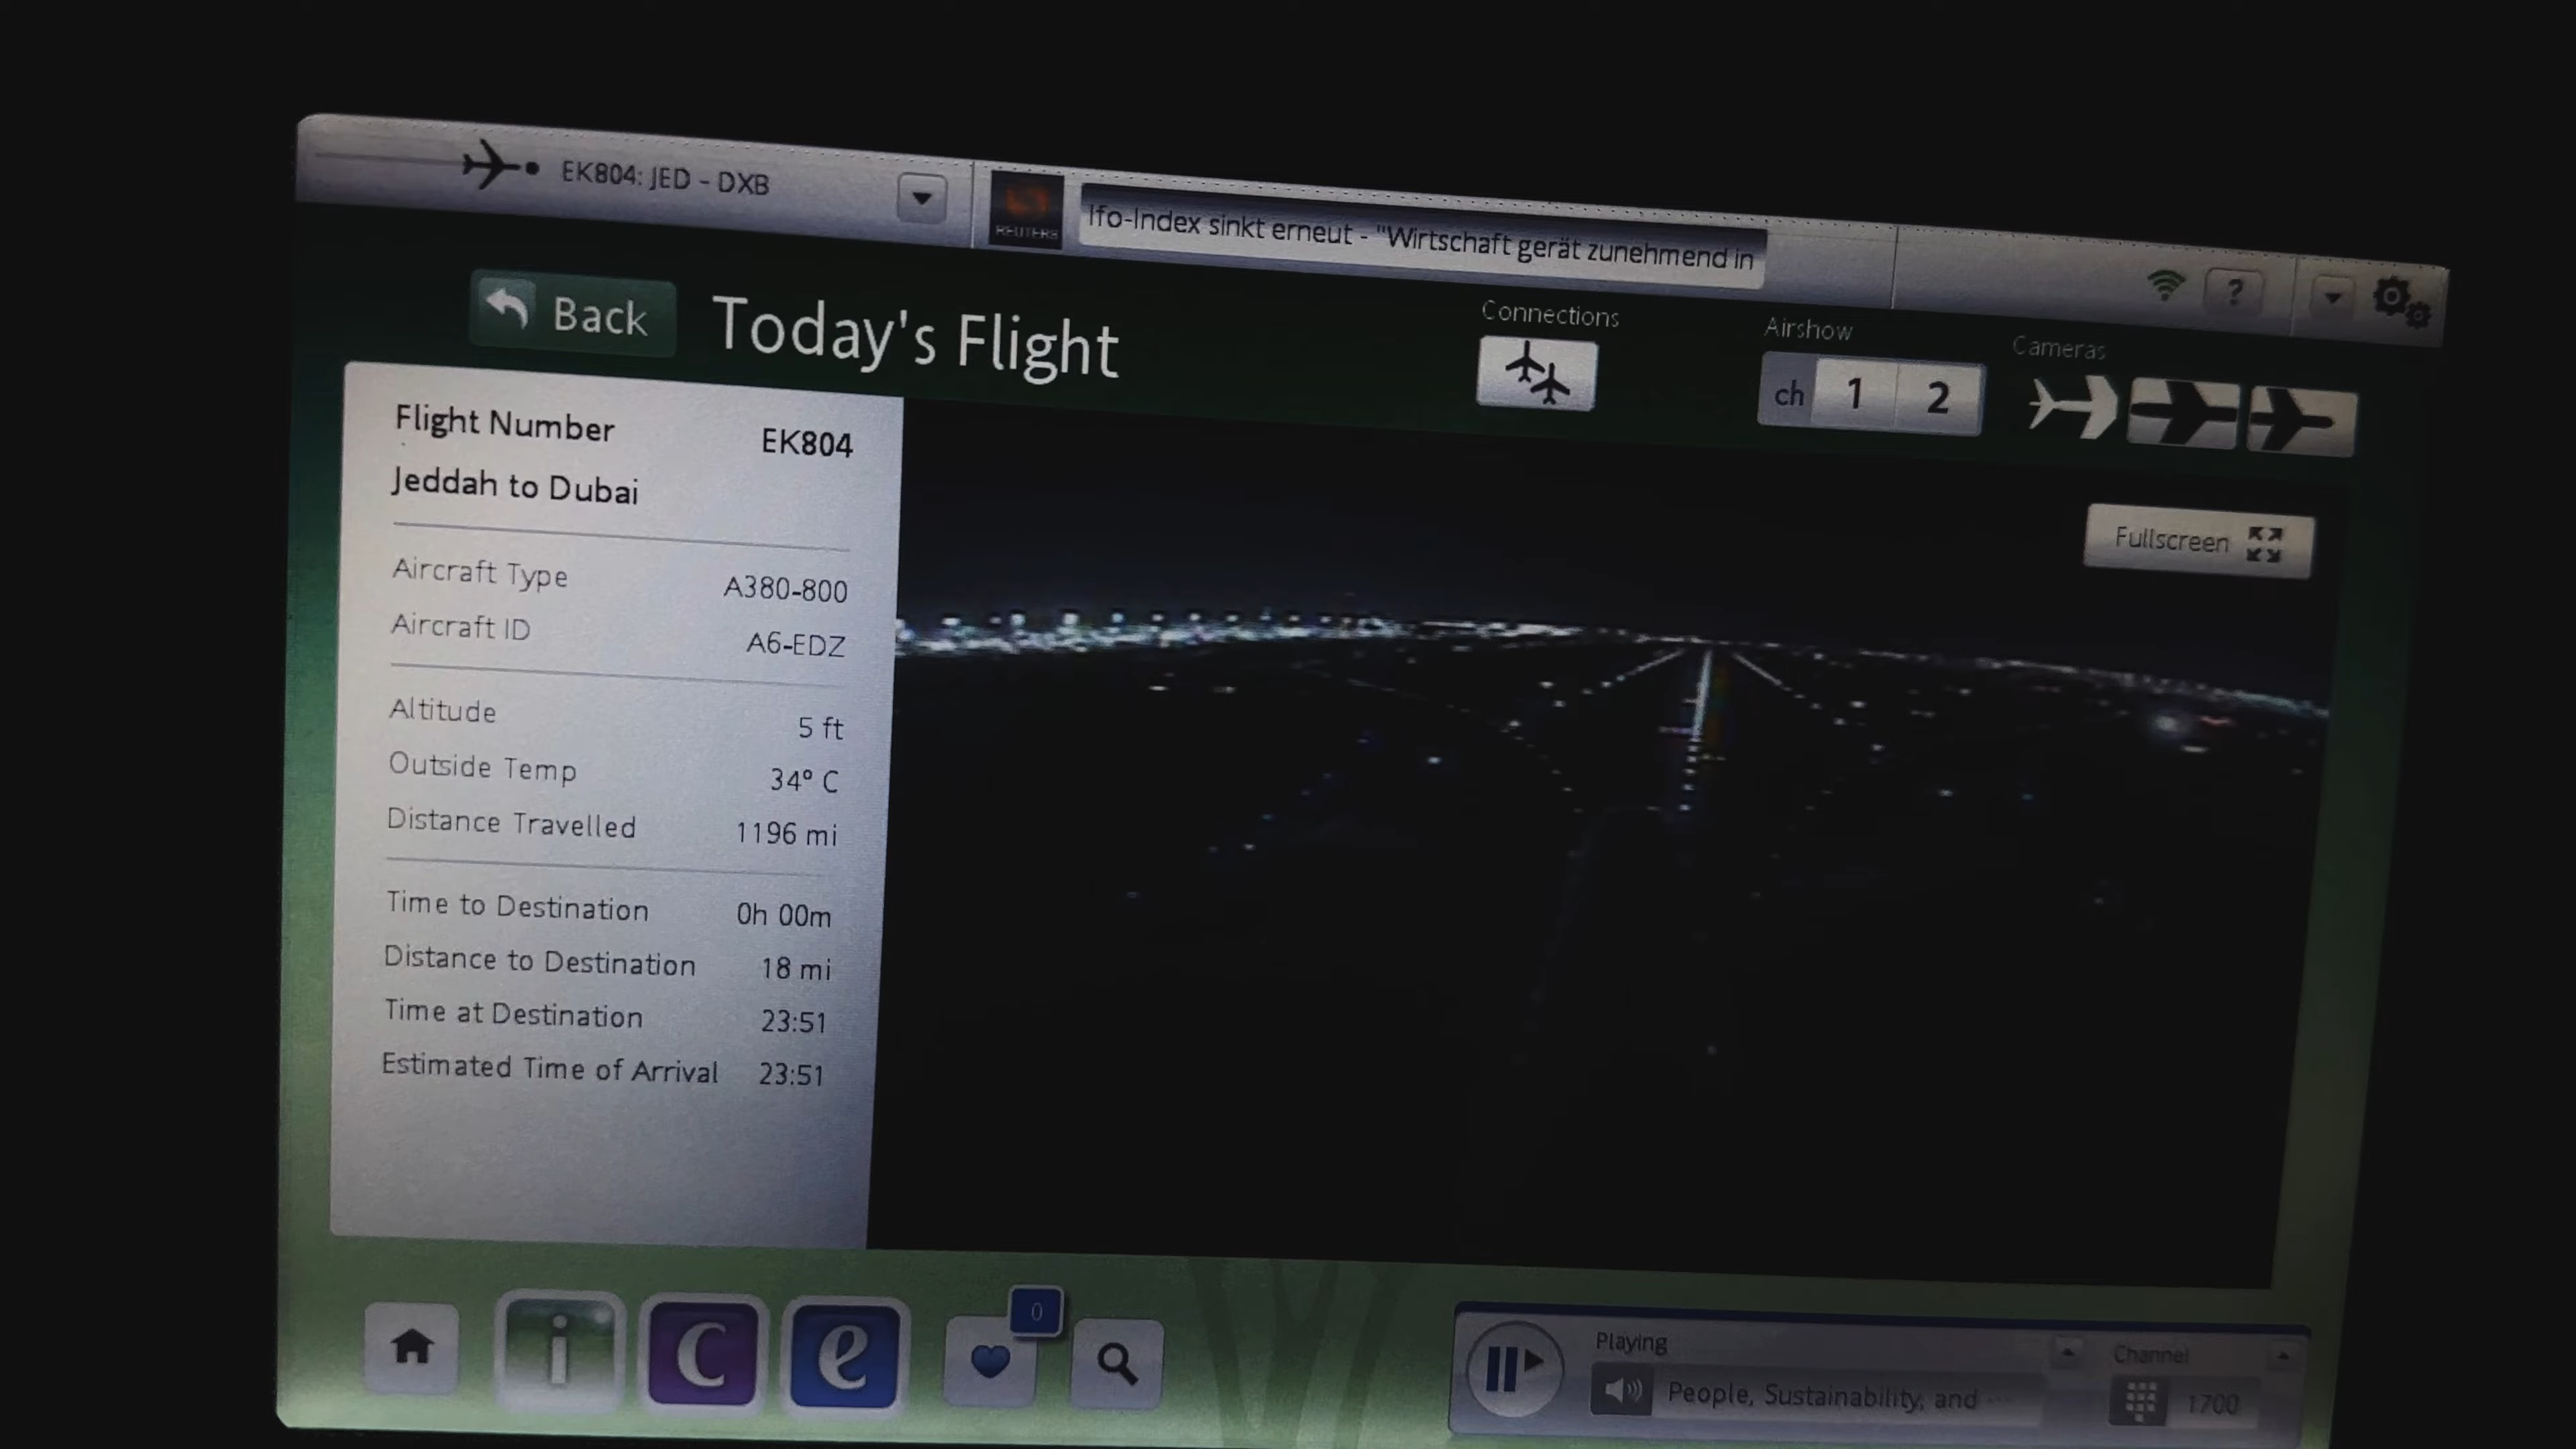 EK804: JED - DXB
REUTERS
Ifo-Index sinkt erneut - "Wirtschaft gerät zunehmend in
?
Back
Today's Flight
Connections
Airshow
ch 1 2
Cameras
Fullscreen
Flight Number EK804
Jeddah to Dubai
Aircraft Type A380-800
Aircraft ID A6-EDZ
Altitude 5 ft
Outside Temp 34° C
Distance Travelled 1196 mi
Time to Destination 0h 00m
Distance to Destination 18 mi
Time at Destination 23:51
Estimated Time of Arrival 23:51
i
C
e
0
Playing
People, Sustainability, and
Channel
1700